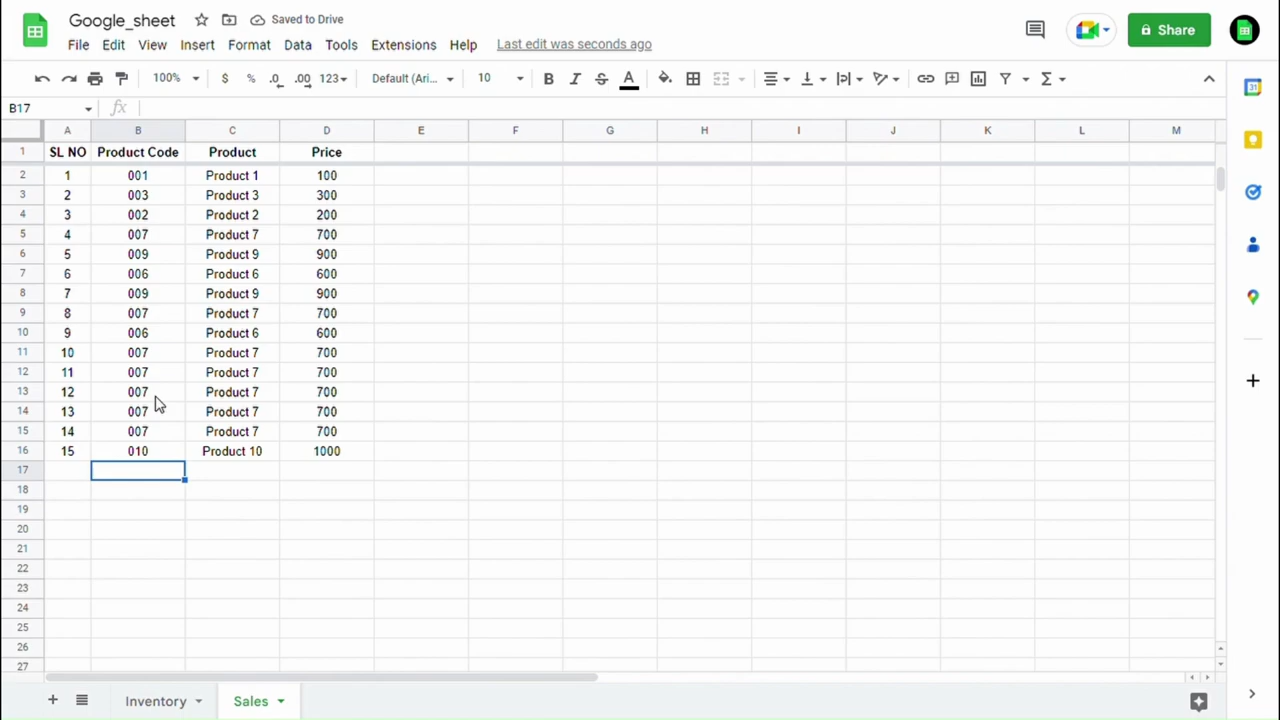 Google_sheet Saved to Drive
File Edit View Insert Format Data Tools Extensions Help Last edit was seconds ago
Share
100% $ % .0 .00 123 Default (Ari... 10 B I S A Σ
B17 fx
A B C D E F G H I J K L M
1 SL NO Product Code Product Price
2 1 001 Product 1 100
3 2 003 Product 3 300
4 3 002 Product 2 200
5 4 007 Product 7 700
6 5 009 Product 9 900
7 6 006 Product 6 600
8 7 009 Product 9 900
9 8 007 Product 7 700
10 9 006 Product 6 600
11 10 007 Product 7 700
12 11 007 Product 7 700
13 12 007 Product 7 700
14 13 007 Product 7 700
15 14 007 Product 7 700
16 15 010 Product 10 1000
17
18
19
20
21
22
23
24
25
26
27
31
Inventory Sales